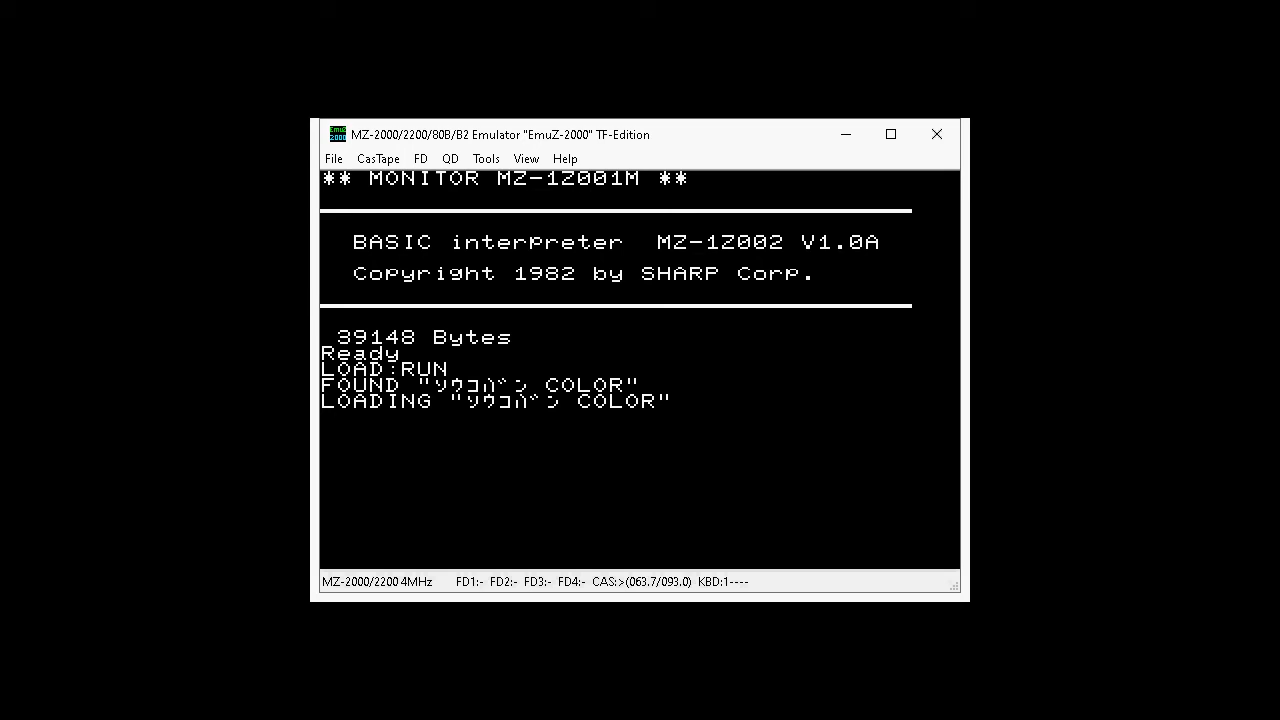 MZ-2000/2200/80B/B2 Emulator "EmuZ-2000" TF-Edition
File CasTape FD QD Tools View Help
** MONITOR MZ-1Z001M **
BASIC interpreter MZ-1Z002 V1.0A
Copyright 1982 by SHARP Corp.
39148 Bytes
Ready
LOAD:RUN
FOUND "ソウコバン COLOR"
LOADING "ソウコバン COLOR"
MZ-2000/2200 4MHz FD1:- FD2:- FD3:- FD4:- CAS:>(063.7/093.0) KBD:1----